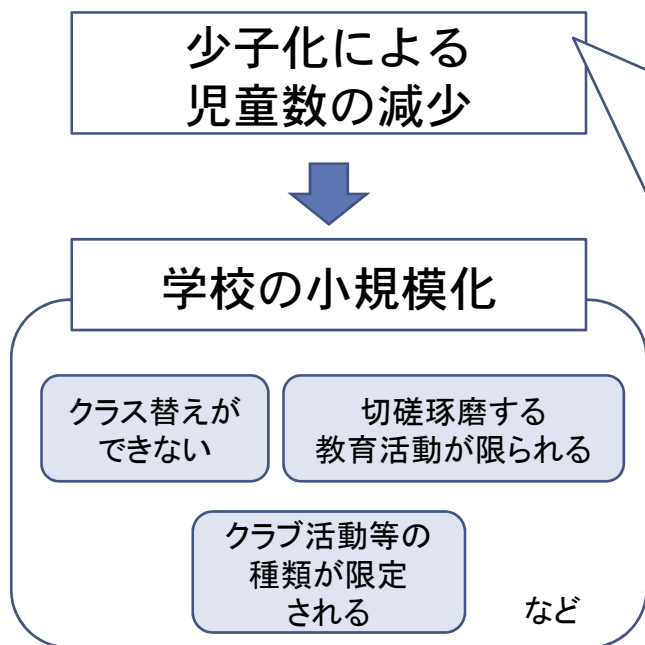 少子化による
児童数の減少
学校の小規模化
クラス替えが
できない
切磋琢磨する
教育活動が限られる
クラブ活動等の
種類が限定
される
など